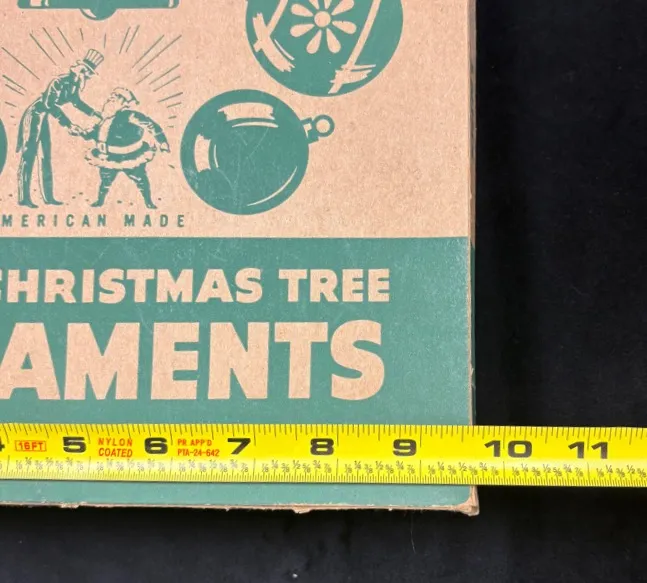 MERICAN MADE
CHRISTMAS TREE
AMENTS
16FT 5 NYLON COATED 6 PR APP'D PTA-24-642 7 8 9 10 11